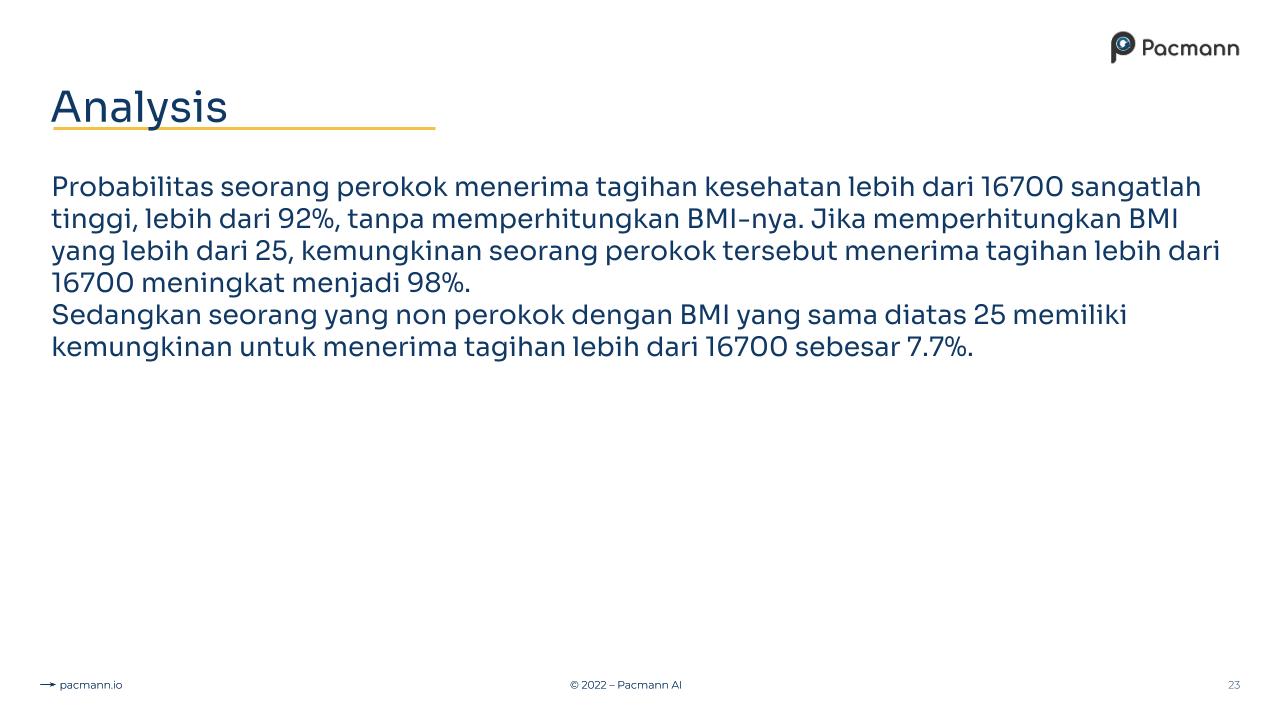 Pacmann
Analysis
Probabilitas seorang perokok menerima tagihan kesehatan lebih dari 16700 sangatlah
tinggi, lebih dari 92%, tanpa memperhitungkan BMI-nya. Jika memperhitungkan BMI
yang lebih dari 25, kemungkinan seorang perokok tersebut menerima tagihan lebih dari
16700 meningkat menjadi 98%.
Sedangkan seorang yang non perokok dengan BMI yang sama diatas 25 memiliki
kemungkinan untuk menerima tagihan lebih dari 16700 sebesar 7.7%.
pacmann.io
© 2022 – Pacmann AI
23